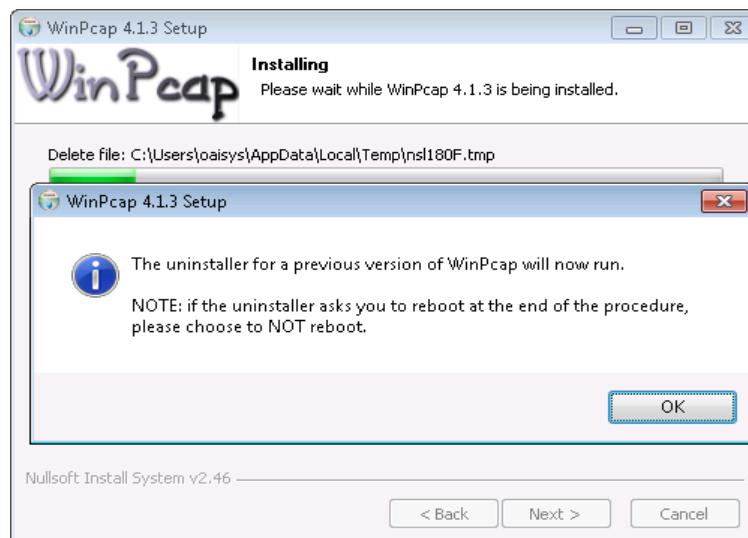 WinPcap 4.1.3 Setup
WinPcap
Installing
Please wait while WinPcap 4.1.3 is being installed.
Delete file: C:\Users\oaisys\AppData\Local\Temp\nsl180F.tmp
WinPcap 4.1.3 Setup
The uninstaller for a previous version of WinPcap will now run.
NOTE: if the uninstaller asks you to reboot at the end of the procedure,
please choose to NOT reboot.
OK
Nullsoft Install System v2.46
< Back
Next >
Cancel